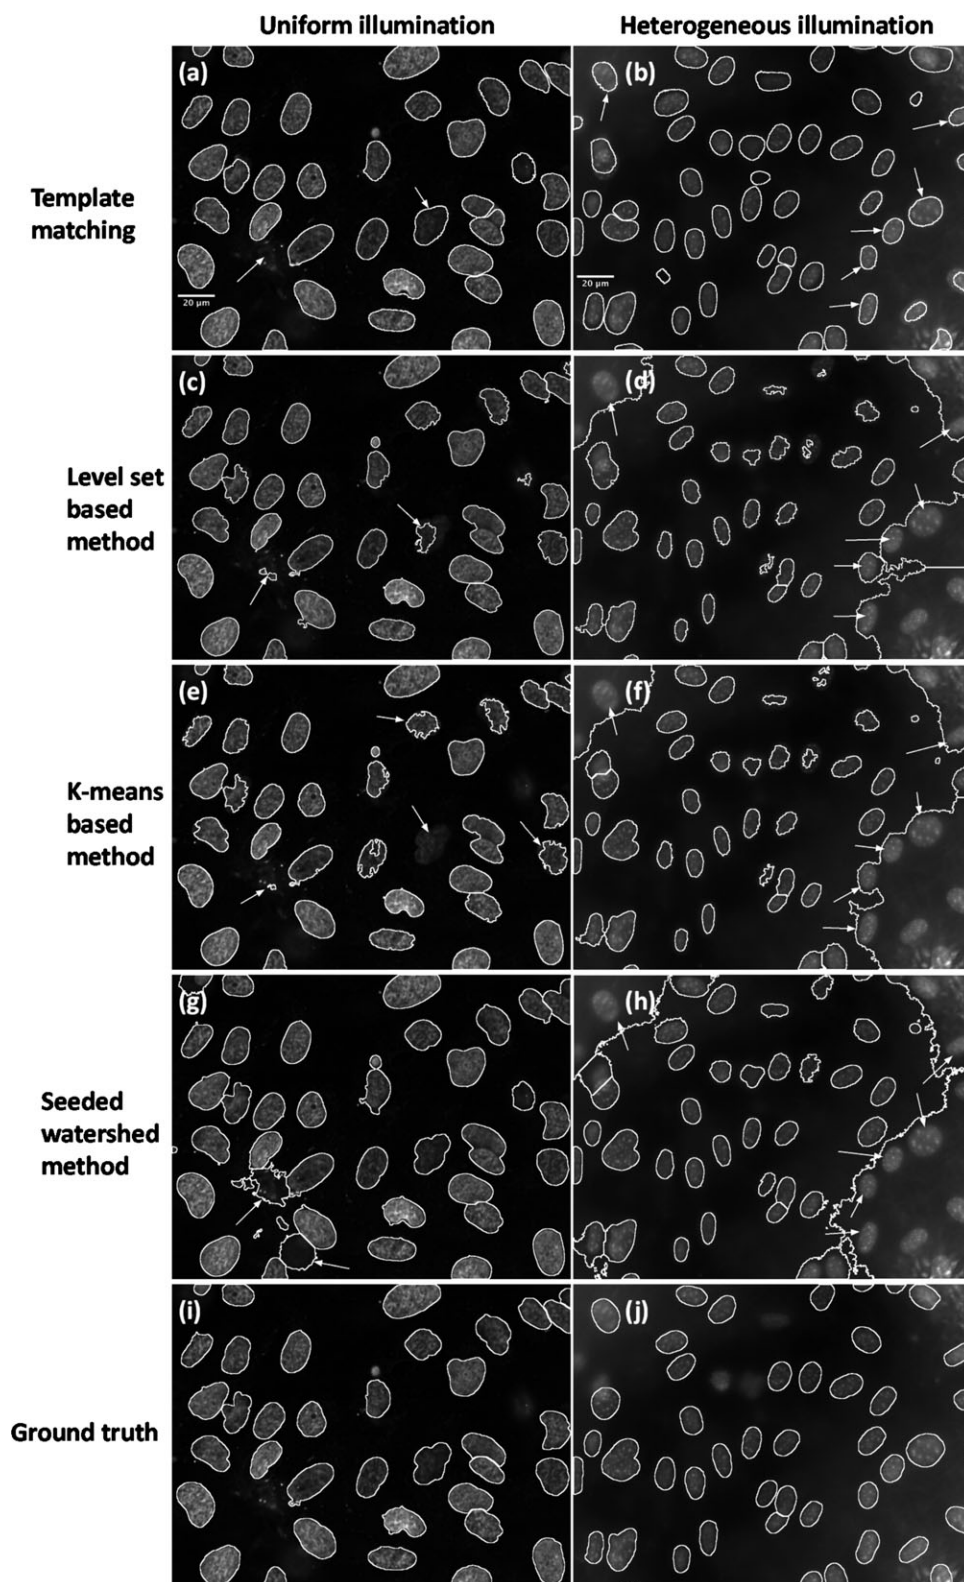 Uniform illumination
Heterogeneous illumination
(a)
(b)
Template
matching
20 µm
20 µm
(c)
(d)
Level set
based
method
(e)
(f)
K-means
based
method
(g)
(h)
Seeded
watershed
method
(i)
(j)
Ground truth